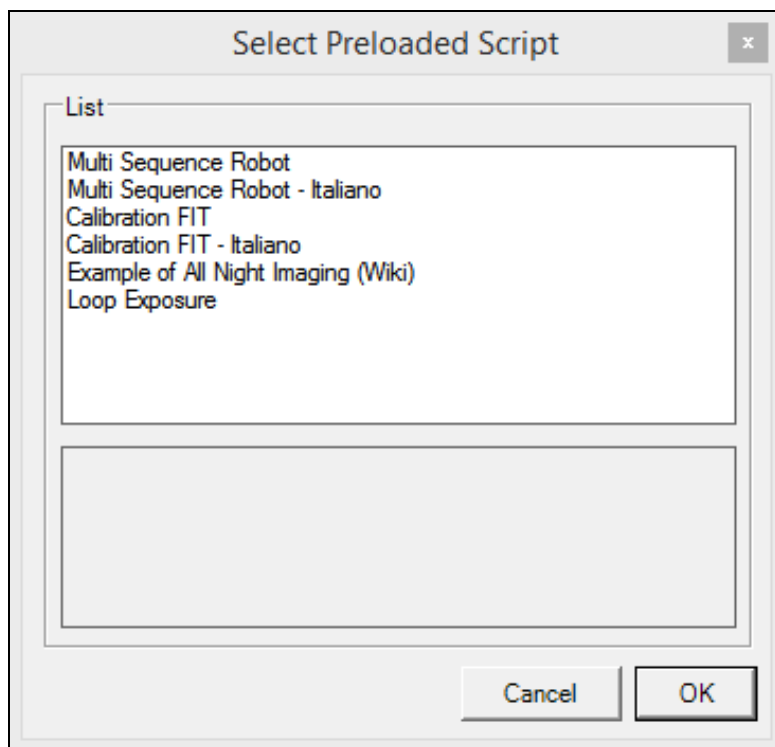 Select Preloaded Script
x
List
Multi Sequence Robot
Multi Sequence Robot - Italiano
Calibration FIT
Calibration FIT - Italiano
Example of All Night Imaging (Wiki)
Loop Exposure
Cancel
OK